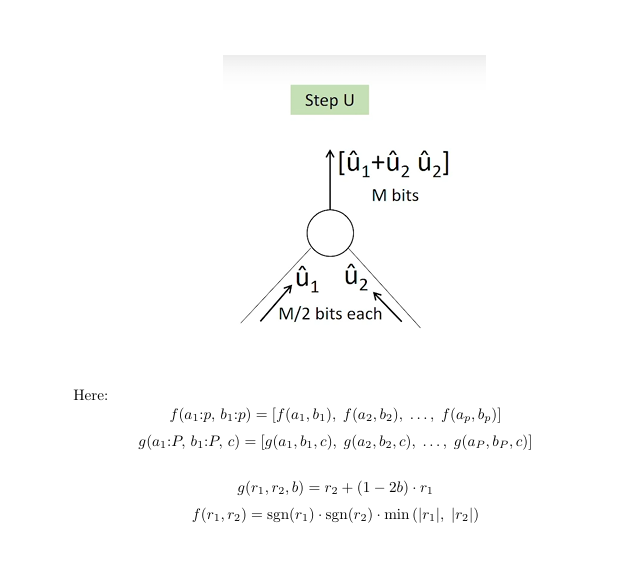 Step U
[û₁+û₂ û₂]
M bits
û₁ û₂
M/2 bits each
Here:
f(a₁:p, b₁:p) = [f(a₁, b₁), f(a₂, b₂), …, f(aₚ, bₚ)]
g(a₁:P, b₁:P, c) = [g(a₁, b₁, c), g(a₂, b₂, c), …, g(a_P, b_P, c)]
g(r₁, r₂, b) = r₂ + (1 − 2b) · r₁
f(r₁, r₂) = sgn(r₁) · sgn(r₂) · min (|r₁|, |r₂|)